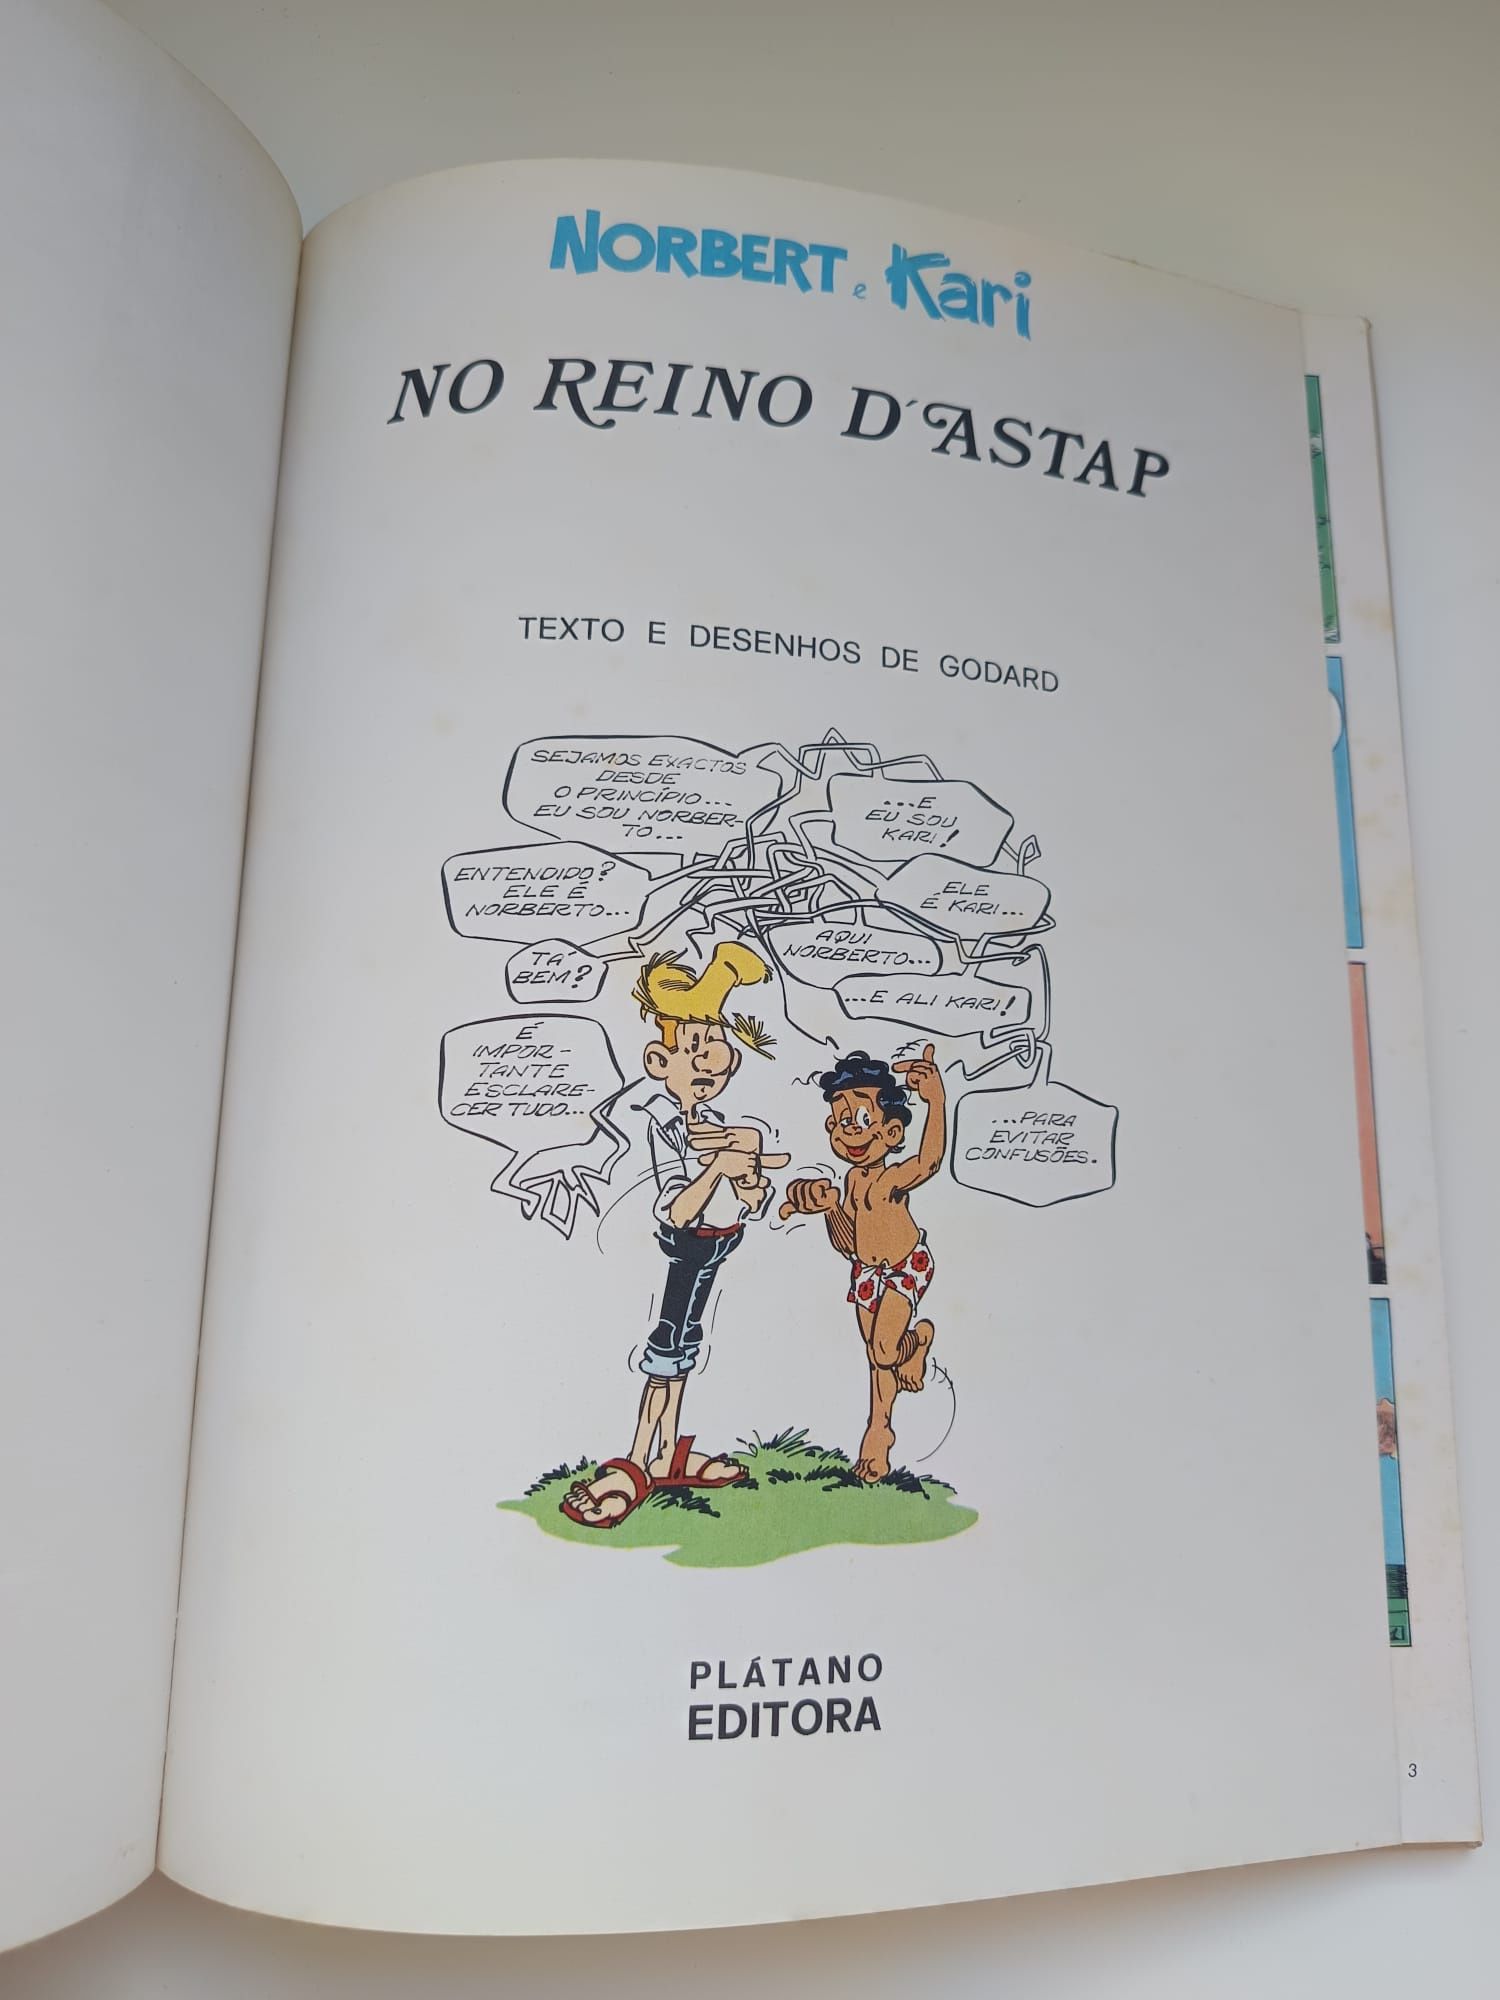 NORBERT e Kari
NO REINO D'ASTAP
TEXTO E DESENHOS DE GODARD
SEJAMOS EXACTOS
DESDE
O PRINCÍPIO...
EU SOU NORBER-
TO...
...E
EU SOU
KARI!
ENTENDIDO?
ELE É
NORBERTO...
ELE
É KARI...
TÁ
BEM?
AQUI
NORBERTO...
...E ALI KARI!
É
IMPOR-
TANTE
ESCLARE-
CER TUDO...
...PARA
EVITAR
CONFUSÕES.
PLÁTANO
EDITORA
3